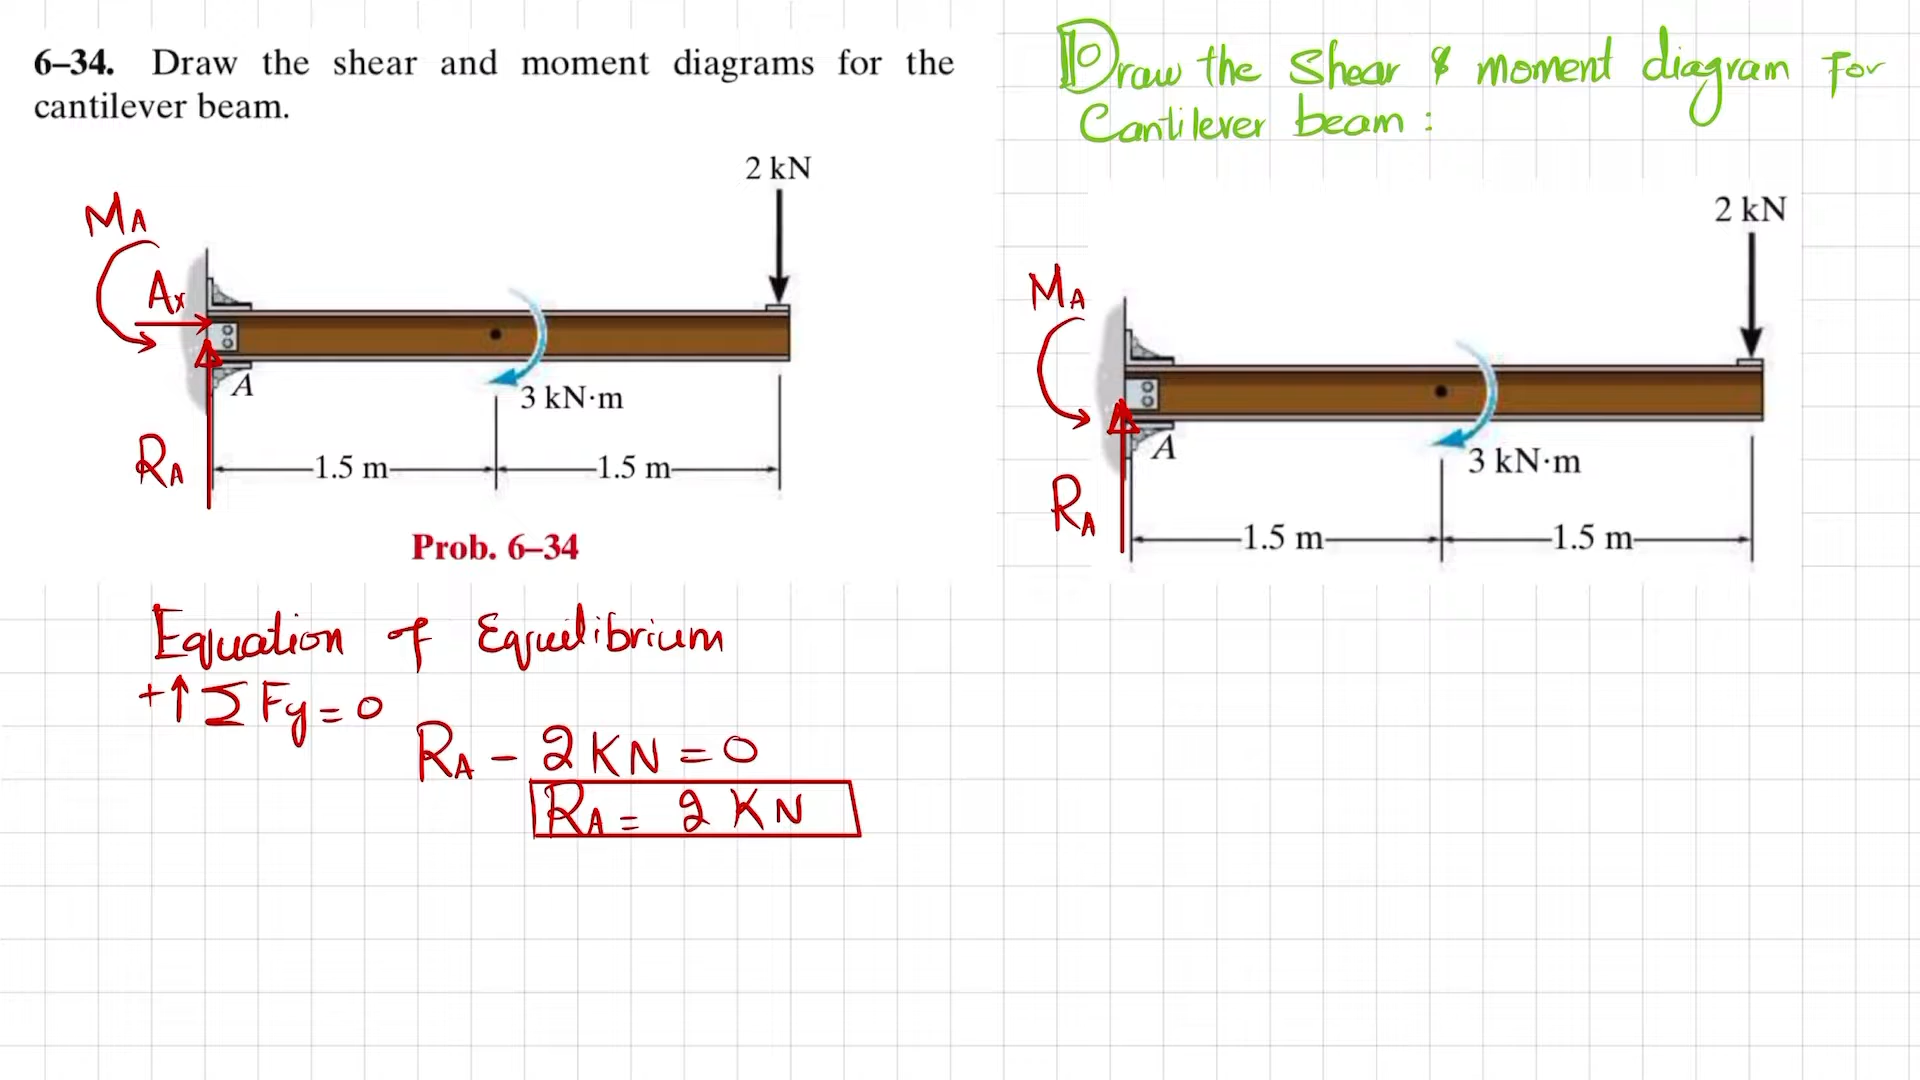 6–34. Draw the shear and moment diagrams for the
cantilever beam.
2 kN
MA
Ax
A
3 kN·m
RA
1.5 m
1.5 m
Prob. 6–34
Equation of Equilibrium
+↑ΣFy=0
RA - 2KN=0
RA= 2 KN
Draw the Shear & moment diagram For
Cantilever beam :
2 kN
MA
A
3 kN·m
RA
1.5 m
1.5 m